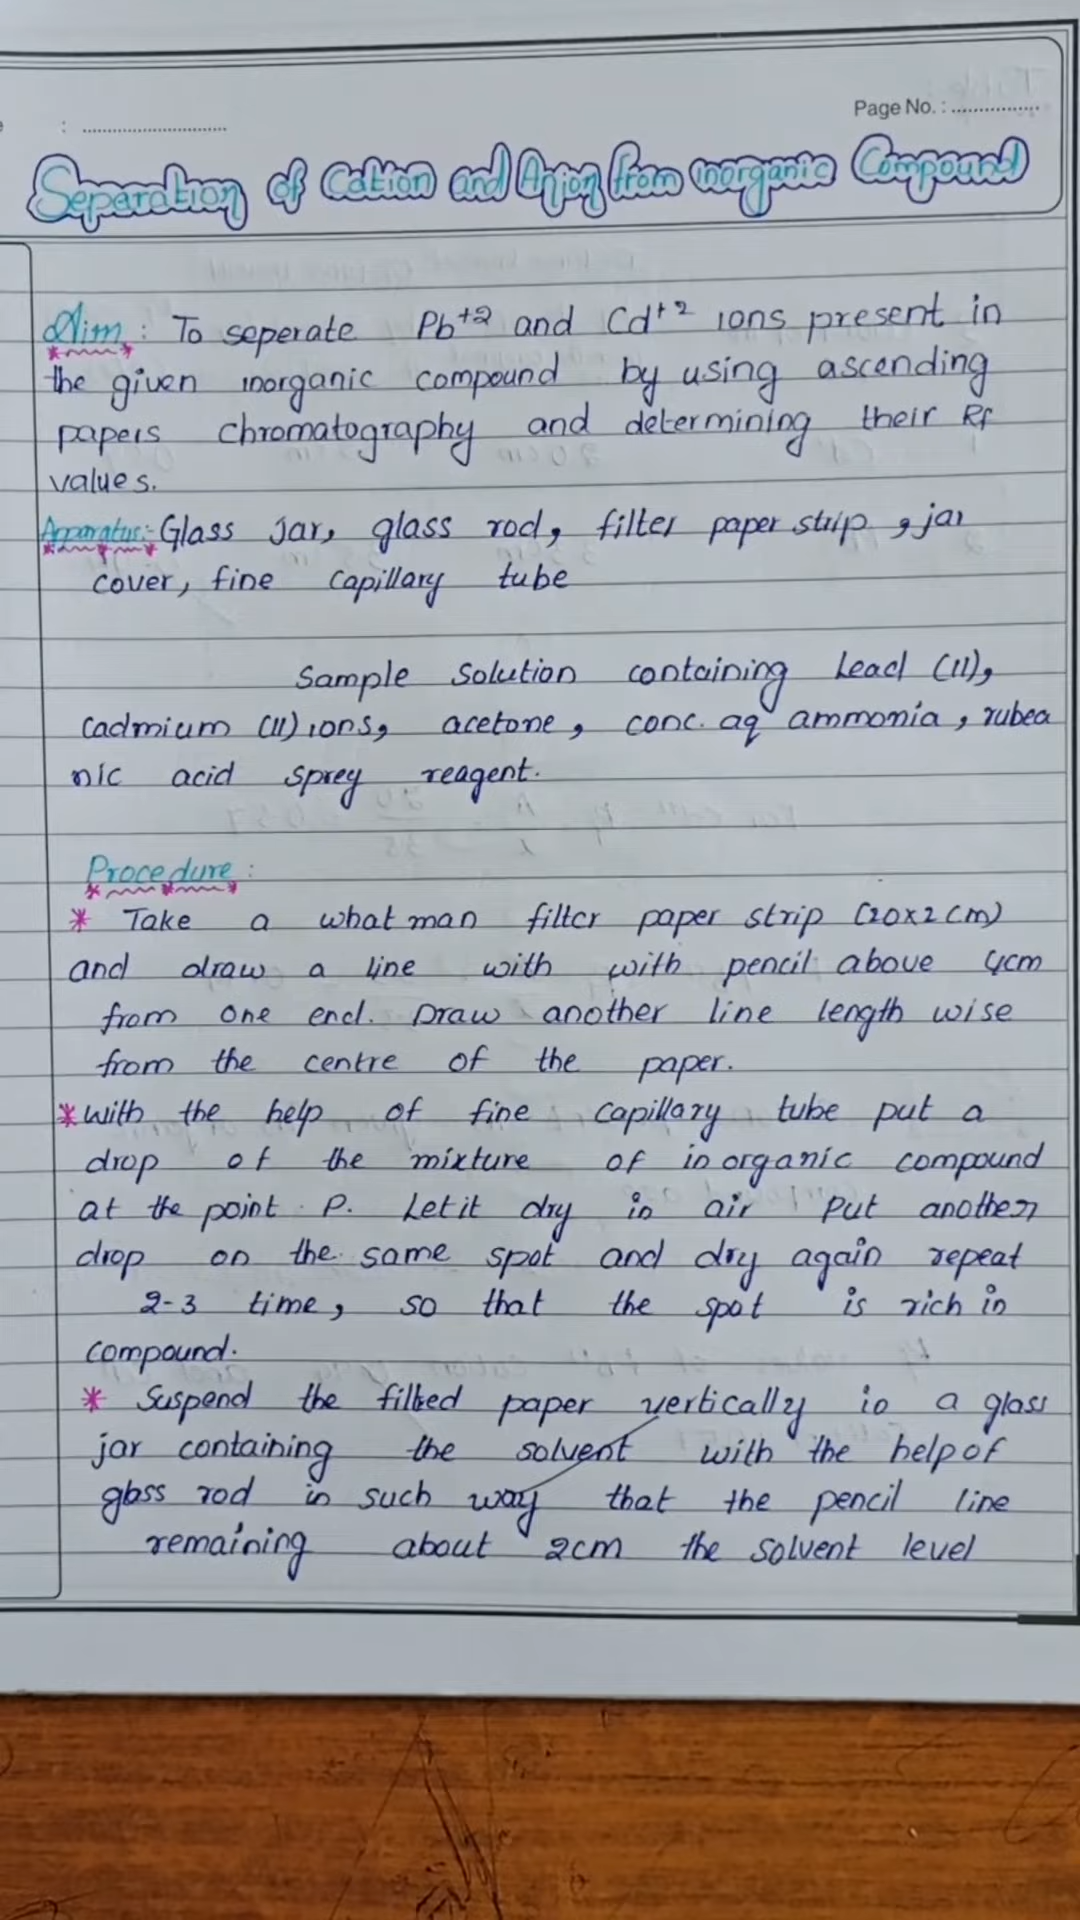 Page No. : ..................
: ..............................
Separation of Cation and Anion from inorganic Compound
Aim : To seperate Pb+2 and Cd+2 ions present in
the given inorganic compound by using ascending
papers chromatography and determining their Rf
values.
Apparatus:- Glass jar, glass rod, filter paper strip, jar
cover, fine capillary tube
Sample solution containing Lead (II),
Cadmium (II) ions, acetone, conc. aq ammonia, rubea
nic acid sprey reagent.
Procedure :
* Take a what man filter paper strip (20x2cm)
and draw a line with with pencil above 4cm
from one end. Draw another line length wise
from the centre of the paper.
* With the help of fine capillary tube put a
drop of the mixture of inorganic compound
at the point P. Let it dry in air put another
drop on the same spot and dry again repeat
2-3 time, so that the spot is rich in
compound.
* Suspend the filted paper vertically in a glass
jar containing the solvent with the help of
glass rod in such way that the pencil line
remaining about 2cm the solvent level